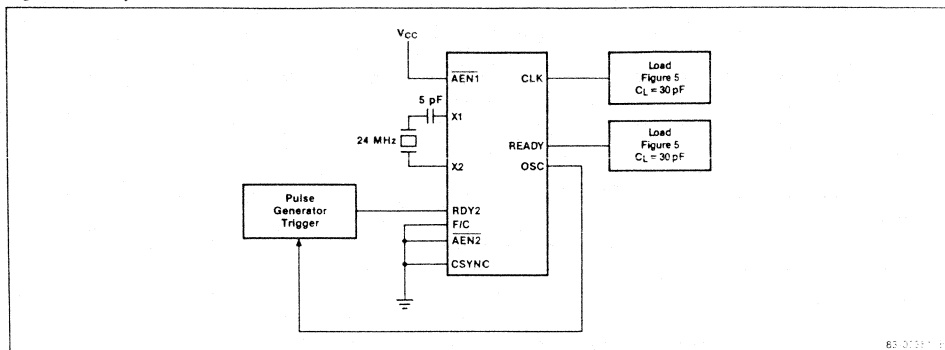 VCC
AEN1
CLK
Load
Figure 5
CL = 30 pF
5 pF
X1
24 MHz
READY
Load
Figure 5
CL = 30 pF
X2
OSC
Pulse
Generator
Trigger
RDY2
F/C
AEN2
CSYNC